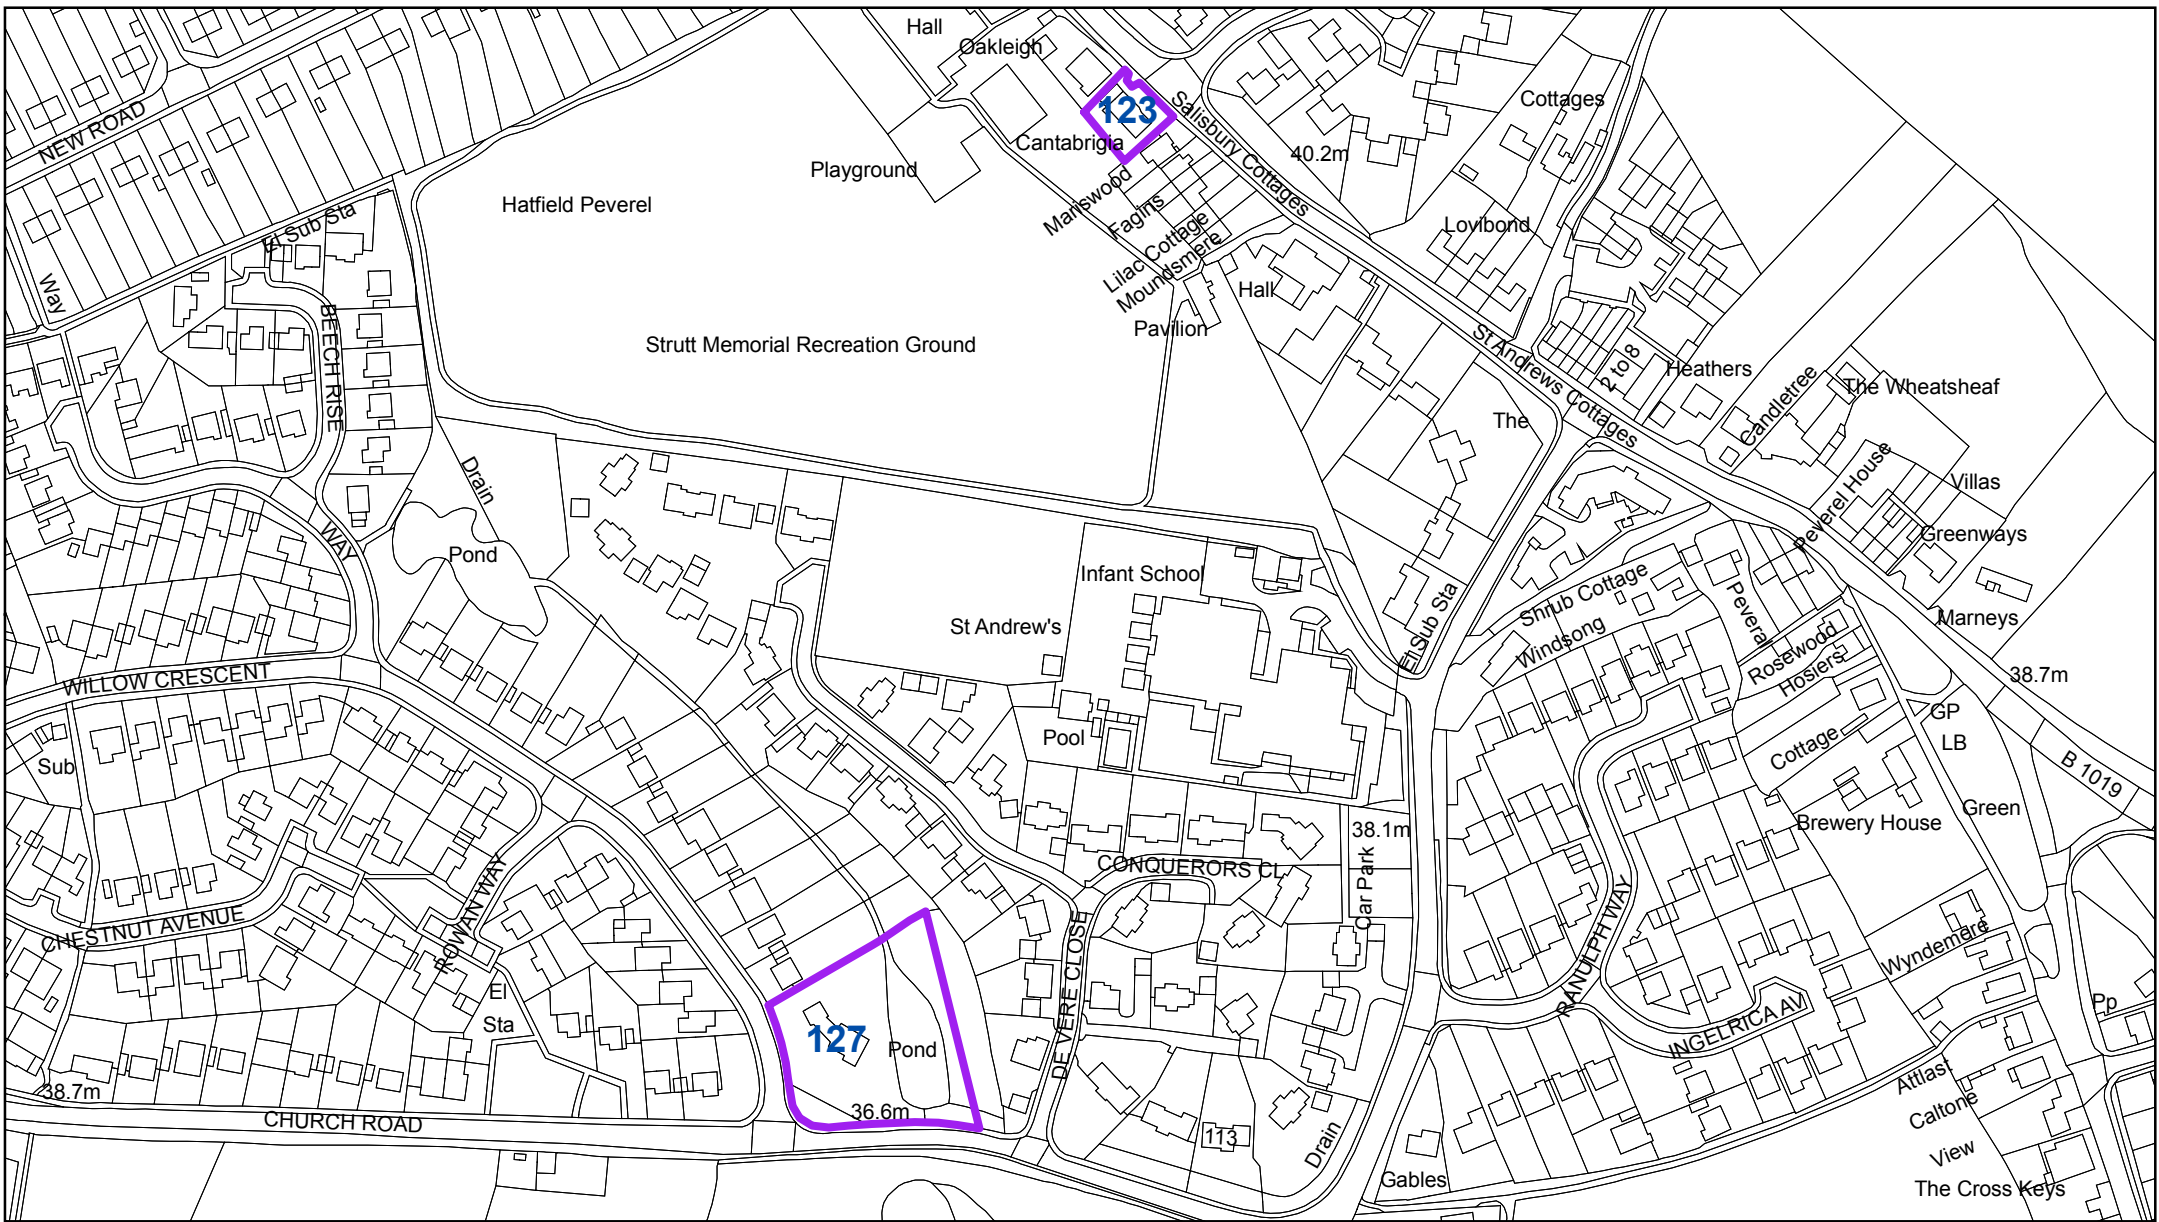 Hall
Oakleigh
123
Salisbury Cottages
Cottages
NEW ROAD
Cantabrigia
40.2m
Playground
Hatfield Peverel
Manswood
Fagins
Lilac Cottage
Moundsmere
Lovibond
El Sub Sta
Way
Hall
Pavilion
BEECH RISE
Strutt Memorial Recreation Ground
St Andrews Cottages
2 to 8
Heathers
Candletree
The Wheatsheaf
The
Drain
Peverel House
Villas
WAY
Pond
Greenways
Infant School
El Sub Sta
Shrub Cottage
Windsong
Peveral
Marneys
St Andrew's
Rosewood
Hosiers
WILLOW CRESCENT
38.7m
GP
LB
Sub
Pool
Cottage
B 1019
Green
Brewery House
38.1m
Car Park
CONQUERORS CL
ROWAN WAY
CHESTNUT AVENUE
DE VERE CLOSE
RANULPH WAY
Wyndemere
El
Sta
Pp
127
Pond
INGELRICA AV
Attlast
38.7m
36.6m
Caltone
CHURCH ROAD
113
Drain
View
Gables
The Cross Keys